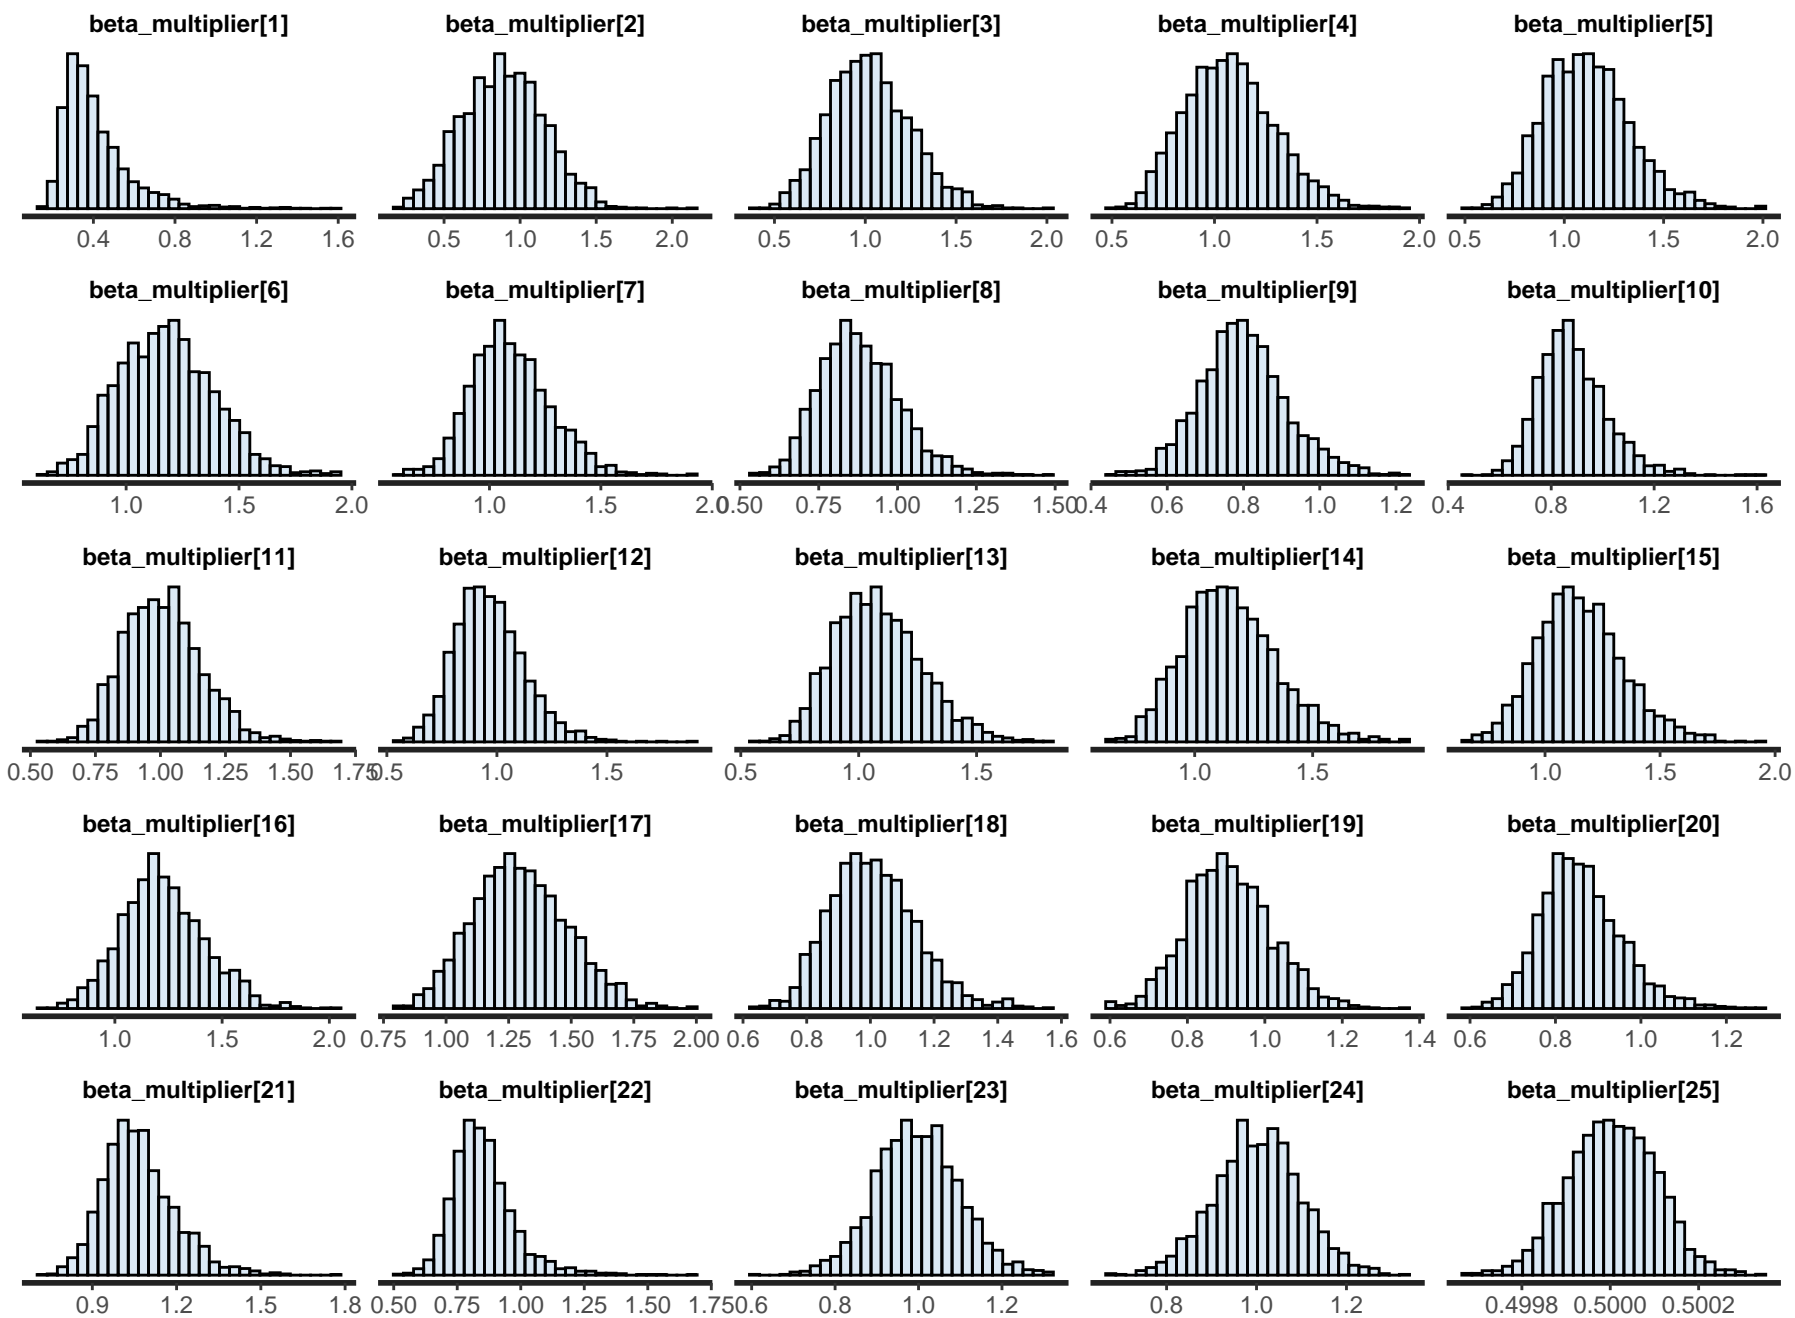 beta_multiplier[1] beta_multiplier[2] beta_multiplier[3] beta_multiplier[4] beta_multiplier[5]
0.4 0.8 1.2 1.6 0.5 1.0 1.5 2.0 0.5 1.0 1.5 2.0 0.5 1.0 1.5 2.0 0.5 1.0 1.5 2.0
beta_multiplier[6] beta_multiplier[7] beta_multiplier[8] beta_multiplier[9] beta_multiplier[10]
1.0 1.5 2.0 1.0 1.5 2.0 0.50 0.75 1.00 1.25 1.50 0.4 0.6 0.8 1.0 1.2 0.4 0.8 1.2 1.6
beta_multiplier[11] beta_multiplier[12] beta_multiplier[13] beta_multiplier[14] beta_multiplier[15]
0.50 0.75 1.00 1.25 1.50 1.75 0.5 1.0 1.5 0.5 1.0 1.5 1.0 1.5 1.0 1.5 2.0
beta_multiplier[16] beta_multiplier[17] beta_multiplier[18] beta_multiplier[19] beta_multiplier[20]
1.0 1.5 2.0 0.75 1.00 1.25 1.50 1.75 2.00 0.6 0.8 1.0 1.2 1.4 1.6 0.6 0.8 1.0 1.2 1.4 0.6 0.8 1.0 1.2
beta_multiplier[21] beta_multiplier[22] beta_multiplier[23] beta_multiplier[24] beta_multiplier[25]
0.9 1.2 1.5 1.8 0.50 0.75 1.00 1.25 1.50 1.75 0.6 0.8 1.0 1.2 0.8 1.0 1.2 0.4998 0.5000 0.5002